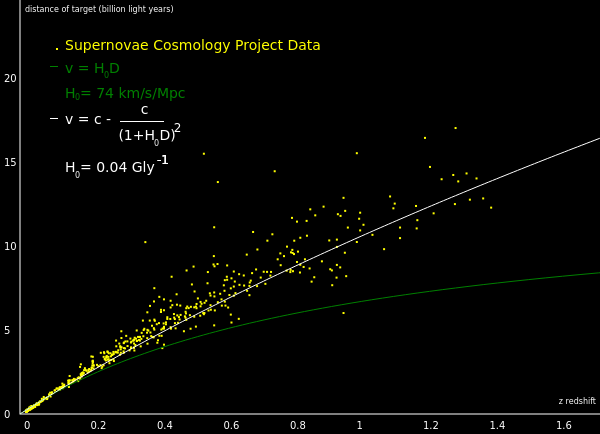 distance of target (billion light years)
. Supernovae Cosmology Project Data
– v = H₀D
H₀= 74 km/s/Mpc
– v = c - c
(1+H₀D)²
H₀= 0.04 Gly⁻¹
20
15
10
5
0
z redshift
0 0.2 0.4 0.6 0.8 1 1.2 1.4 1.6